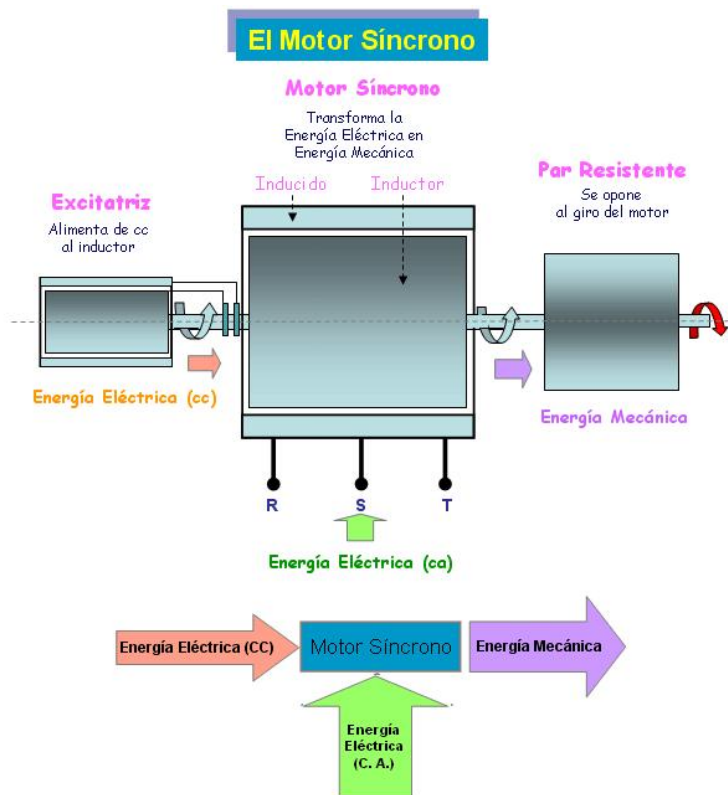 El Motor Síncrono
Motor Síncrono
Transforma la
Energía Eléctrica en
Energía Mecánica
Inducido
Inductor
Par Resistente
Se opone
al giro del motor
Excitatriz
Alimenta de cc
al inductor
Energía Eléctrica (cc)
Energía Mecánica
R
S
T
Energía Eléctrica (ca)
Energía Eléctrica (CC)
Motor Síncrono
Energía Mecánica
Energía
Eléctrica
(C. A.)